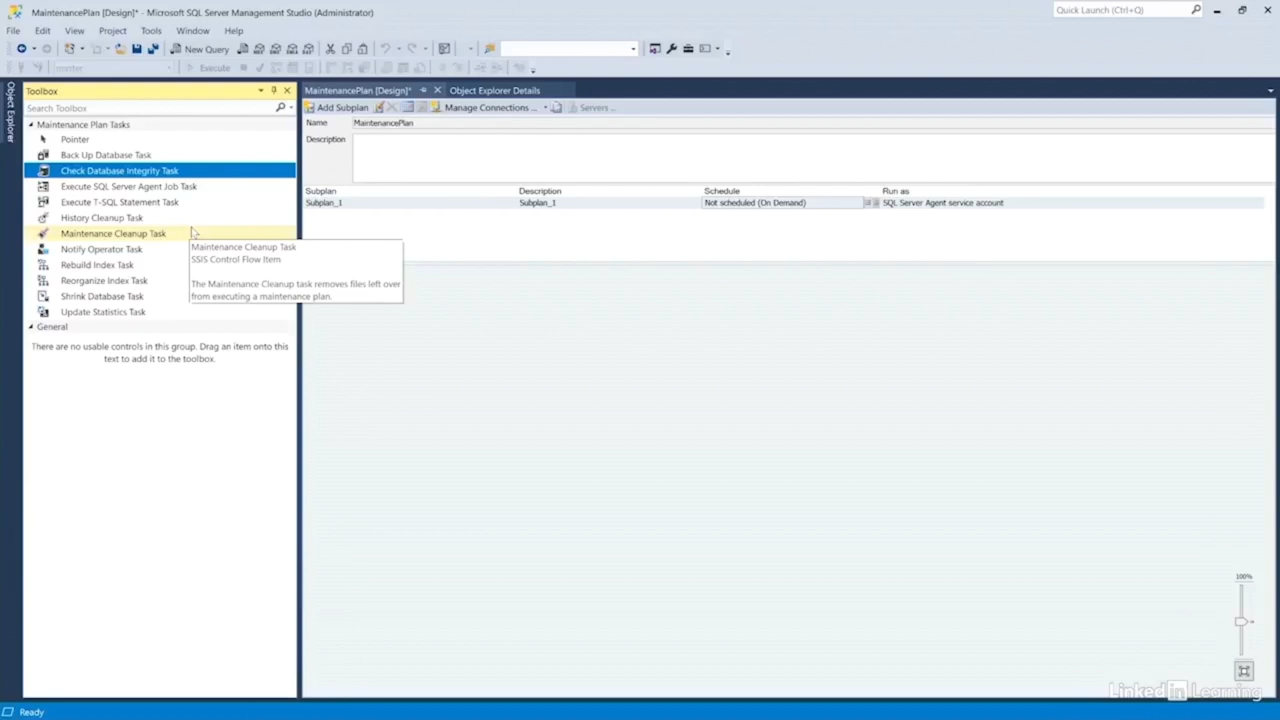 MaintenancePlan [Design]* - Microsoft SQL Server Management Studio (Administrator)
Quick Launch (Ctrl+Q)
File Edit View Project Tools Window Help
New Query
master
Execute
Object Explorer
Toolbox
Search Toolbox
Maintenance Plan Tasks
Pointer
Back Up Database Task
Check Database Integrity Task
Execute SQL Server Agent Job Task
Execute T-SQL Statement Task
History Cleanup Task
Maintenance Cleanup Task
Notify Operator Task
Rebuild Index Task
Reorganize Index Task
Shrink Database Task
Update Statistics Task
General
There are no usable controls in this group. Drag an item onto this
text to add it to the toolbox.
Maintenance Cleanup Task
SSIS Control Flow Item
The Maintenance Cleanup task removes files left over
from executing a maintenance plan.
MaintenancePlan [Design]* Object Explorer Details
Add Subplan Manage Connections ... Servers ...
Name MaintenancePlan
Description
Subplan Description Schedule Run as
Subplan_1 Subplan_1 Not scheduled (On Demand) SQL Server Agent service account
100%
Linked in Learning
Ready